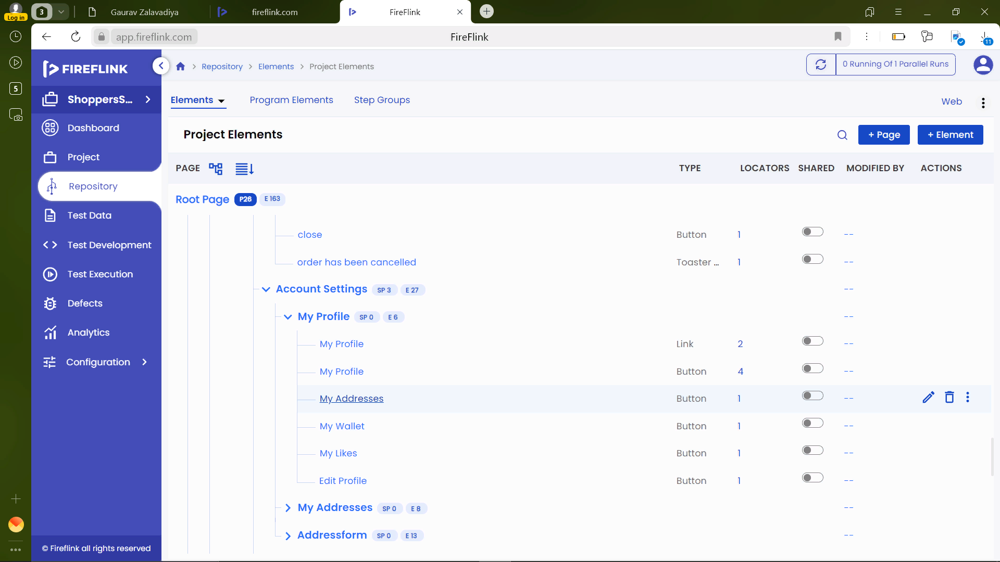 Log in
3
Gaurav Zalavadiya
fireflink.com
FireFlink
app.fireflink.com
FireFlink
11
5
FIREFLINK
Repository
Elements
Project Elements
0 Running Of 1 Parallel Runs
ShoppersS...
Elements
Program Elements
Step Groups
Web
Dashboard
Project Elements
+ Page
+ Element
Project
PAGE
TYPE
LOCATORS
SHARED
MODIFIED BY
ACTIONS
Repository
Root Page
P26
E 163
Test Data
close
Button
1
--
Test Development
order has been cancelled
Toaster ...
1
--
Test Execution
Account Settings
SP 3
E 27
--
Defects
My Profile
SP 0
E 6
--
Analytics
My Profile
Link
2
--
Configuration
My Profile
Button
4
--
My Addresses
Button
1
--
My Wallet
Button
1
--
My Likes
Button
1
--
Edit Profile
Button
1
--
My Addresses
SP 0
E 8
--
Addressform
SP 0
E 13
--
© Fireflink all rights reserved